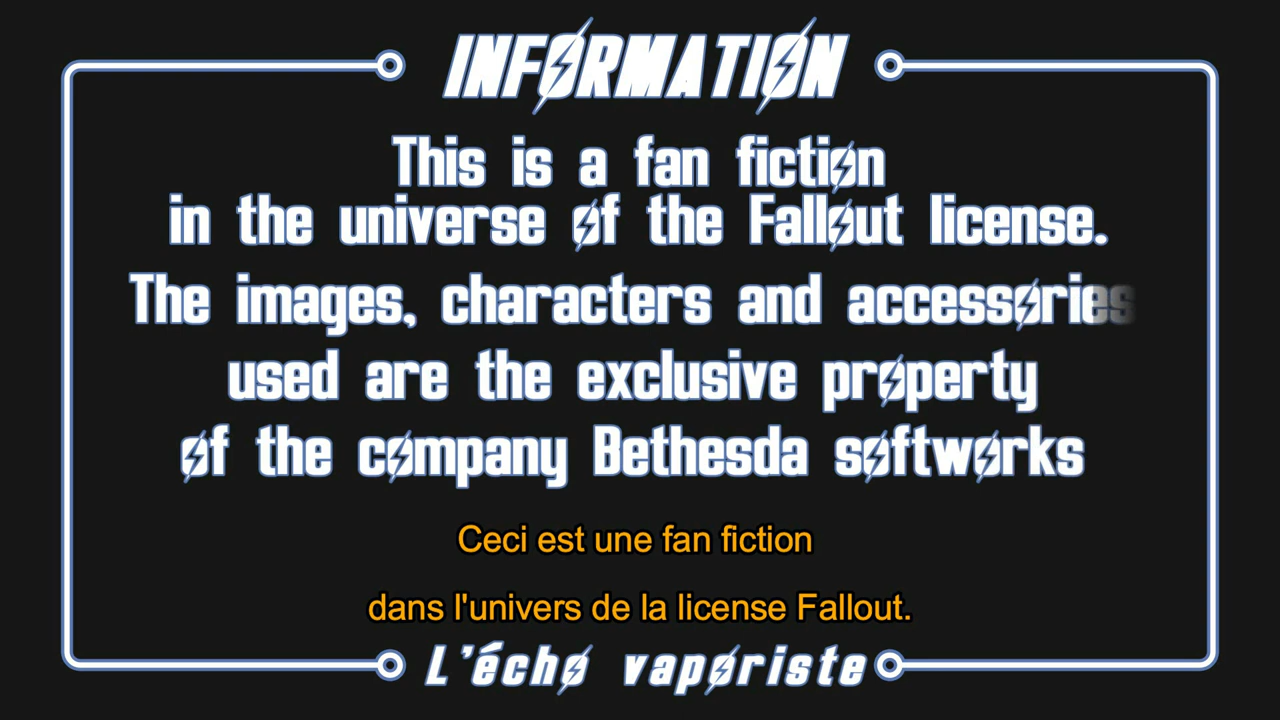 INFORMATION
This is a fan fiction
in the universe of the Fallout license.
The images, characters and accessories
used are the exclusive property
of the company Bethesda softworks
Ceci est une fan fiction
dans l'univers de la license Fallout.
L'écho vaporiste